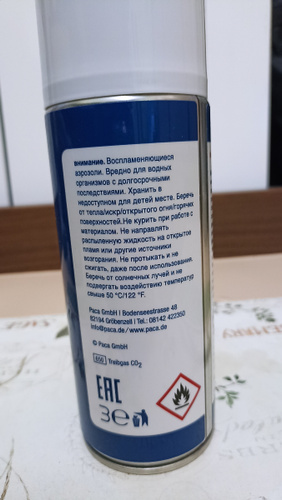 внимание. Воспламеняющиеся
аэрозоли. Вредно для водных
организмов с долгосрочными
последствиями. Хранить в
недоступном для детей месте. Беречь
от тепла/искр/открытого огня/горячих
поверхностей.Не курить при работе с
материалом. Не направлять
распыленную жидкость на открытое
пламя или другие источники
возгорания. Не протыкать и не
сжигать, даже после использования.
Беречь от солнечных лучей и не
подвергать воздействию температур
свыше 50 °C/122 °F.
Paca GmbH I Bodenseestrasse 48
82194 Gröbenzell I Tel.: 08142 422350
info@paca.de / www.paca.de
© Paca GmbH
650 Treibgas CO2
EAC
3 e